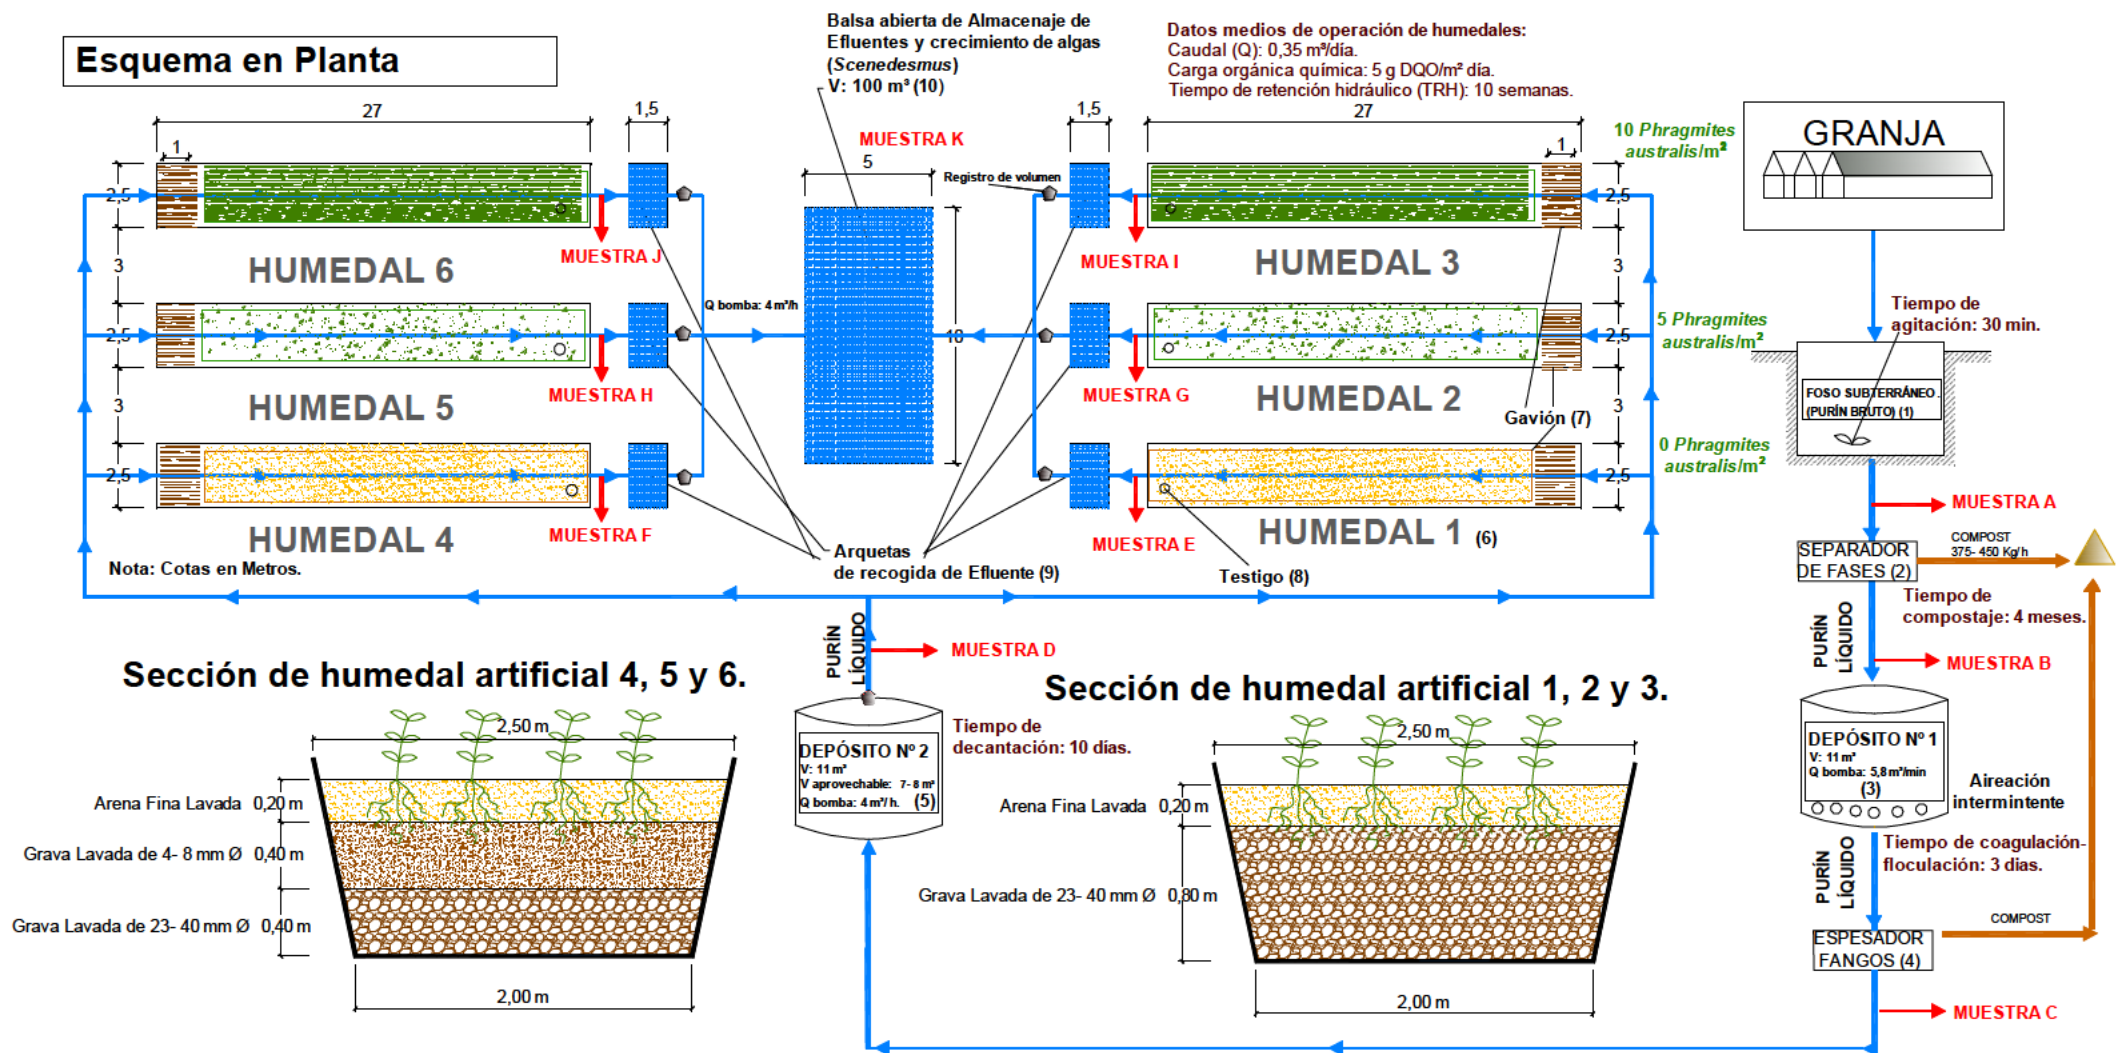 Esquema en Planta
Balsa abierta de Almacenaje de
Efluentes y crecimiento de algas
(Scenedesmus)
V: 100 m³ (10)
Datos medios de operación de humedales:
Caudal (Q): 0,35 m³/día.
Carga orgánica química: 5 g DQO/m² día.
Tiempo de retención hidráulico (TRH): 10 semanas.
27
1,5
MUESTRA K
5
1,5
27
1
1
10 Phragmites
australis/m²
GRANJA
Registro de volumen
2,5
2,5
MUESTRA J
MUESTRA I
HUMEDAL 6
HUMEDAL 3
3
3
Q bomba: 4 m³/h
Tiempo de
agitación: 30 min.
2,5
10
2,5
5 Phragmites
australis/m²
MUESTRA H
MUESTRA G
HUMEDAL 5
HUMEDAL 2
3
3
Gavión (7)
FOSO SUBTERRÁNEO.
(PURÍN BRUTO) (1)
0 Phragmites
australis/m²
2,5
2,5
MUESTRA F
MUESTRA E
HUMEDAL 4
HUMEDAL 1 (6)
MUESTRA A
Nota: Cotas en Metros.
Arquetas
de recogida de Efluente (9)
Testigo (8)
SEPARADOR
DE FASES (2)
COMPOST
375- 450 Kg/h
Tiempo de
compostaje: 4 meses.
PURÍN
LÍQUIDO
MUESTRA D
PURÍN
LÍQUIDO
MUESTRA B
Sección de humedal artificial 4, 5 y 6.
Sección de humedal artificial 1, 2 y 3.
2,50 m
Arena Fina Lavada 0,20 m
Grava Lavada de 4- 8 mm Ø 0,40 m
Grava Lavada de 23- 40 mm Ø 0,40 m
2,00 m
DEPÓSITO Nº 2
V: 11 m³
V aprovechable: 7- 8 m³
Q bomba: 4 m³/ h. (5)
Tiempo de
decantación: 10 días.
2,50 m
Arena Fina Lavada 0,20 m
Grava Lavada de 23- 40 mm Ø 0,80 m
2,00 m
DEPÓSITO Nº 1
V: 11 m³
Q bomba: 5,8 m³/min
(3)
Aireación
intermintente
Tiempo de coagulación-
floculación: 3 dias.
PURÍN
LÍQUIDO
COMPOST
ESPESADOR
FANGOS (4)
MUESTRA C